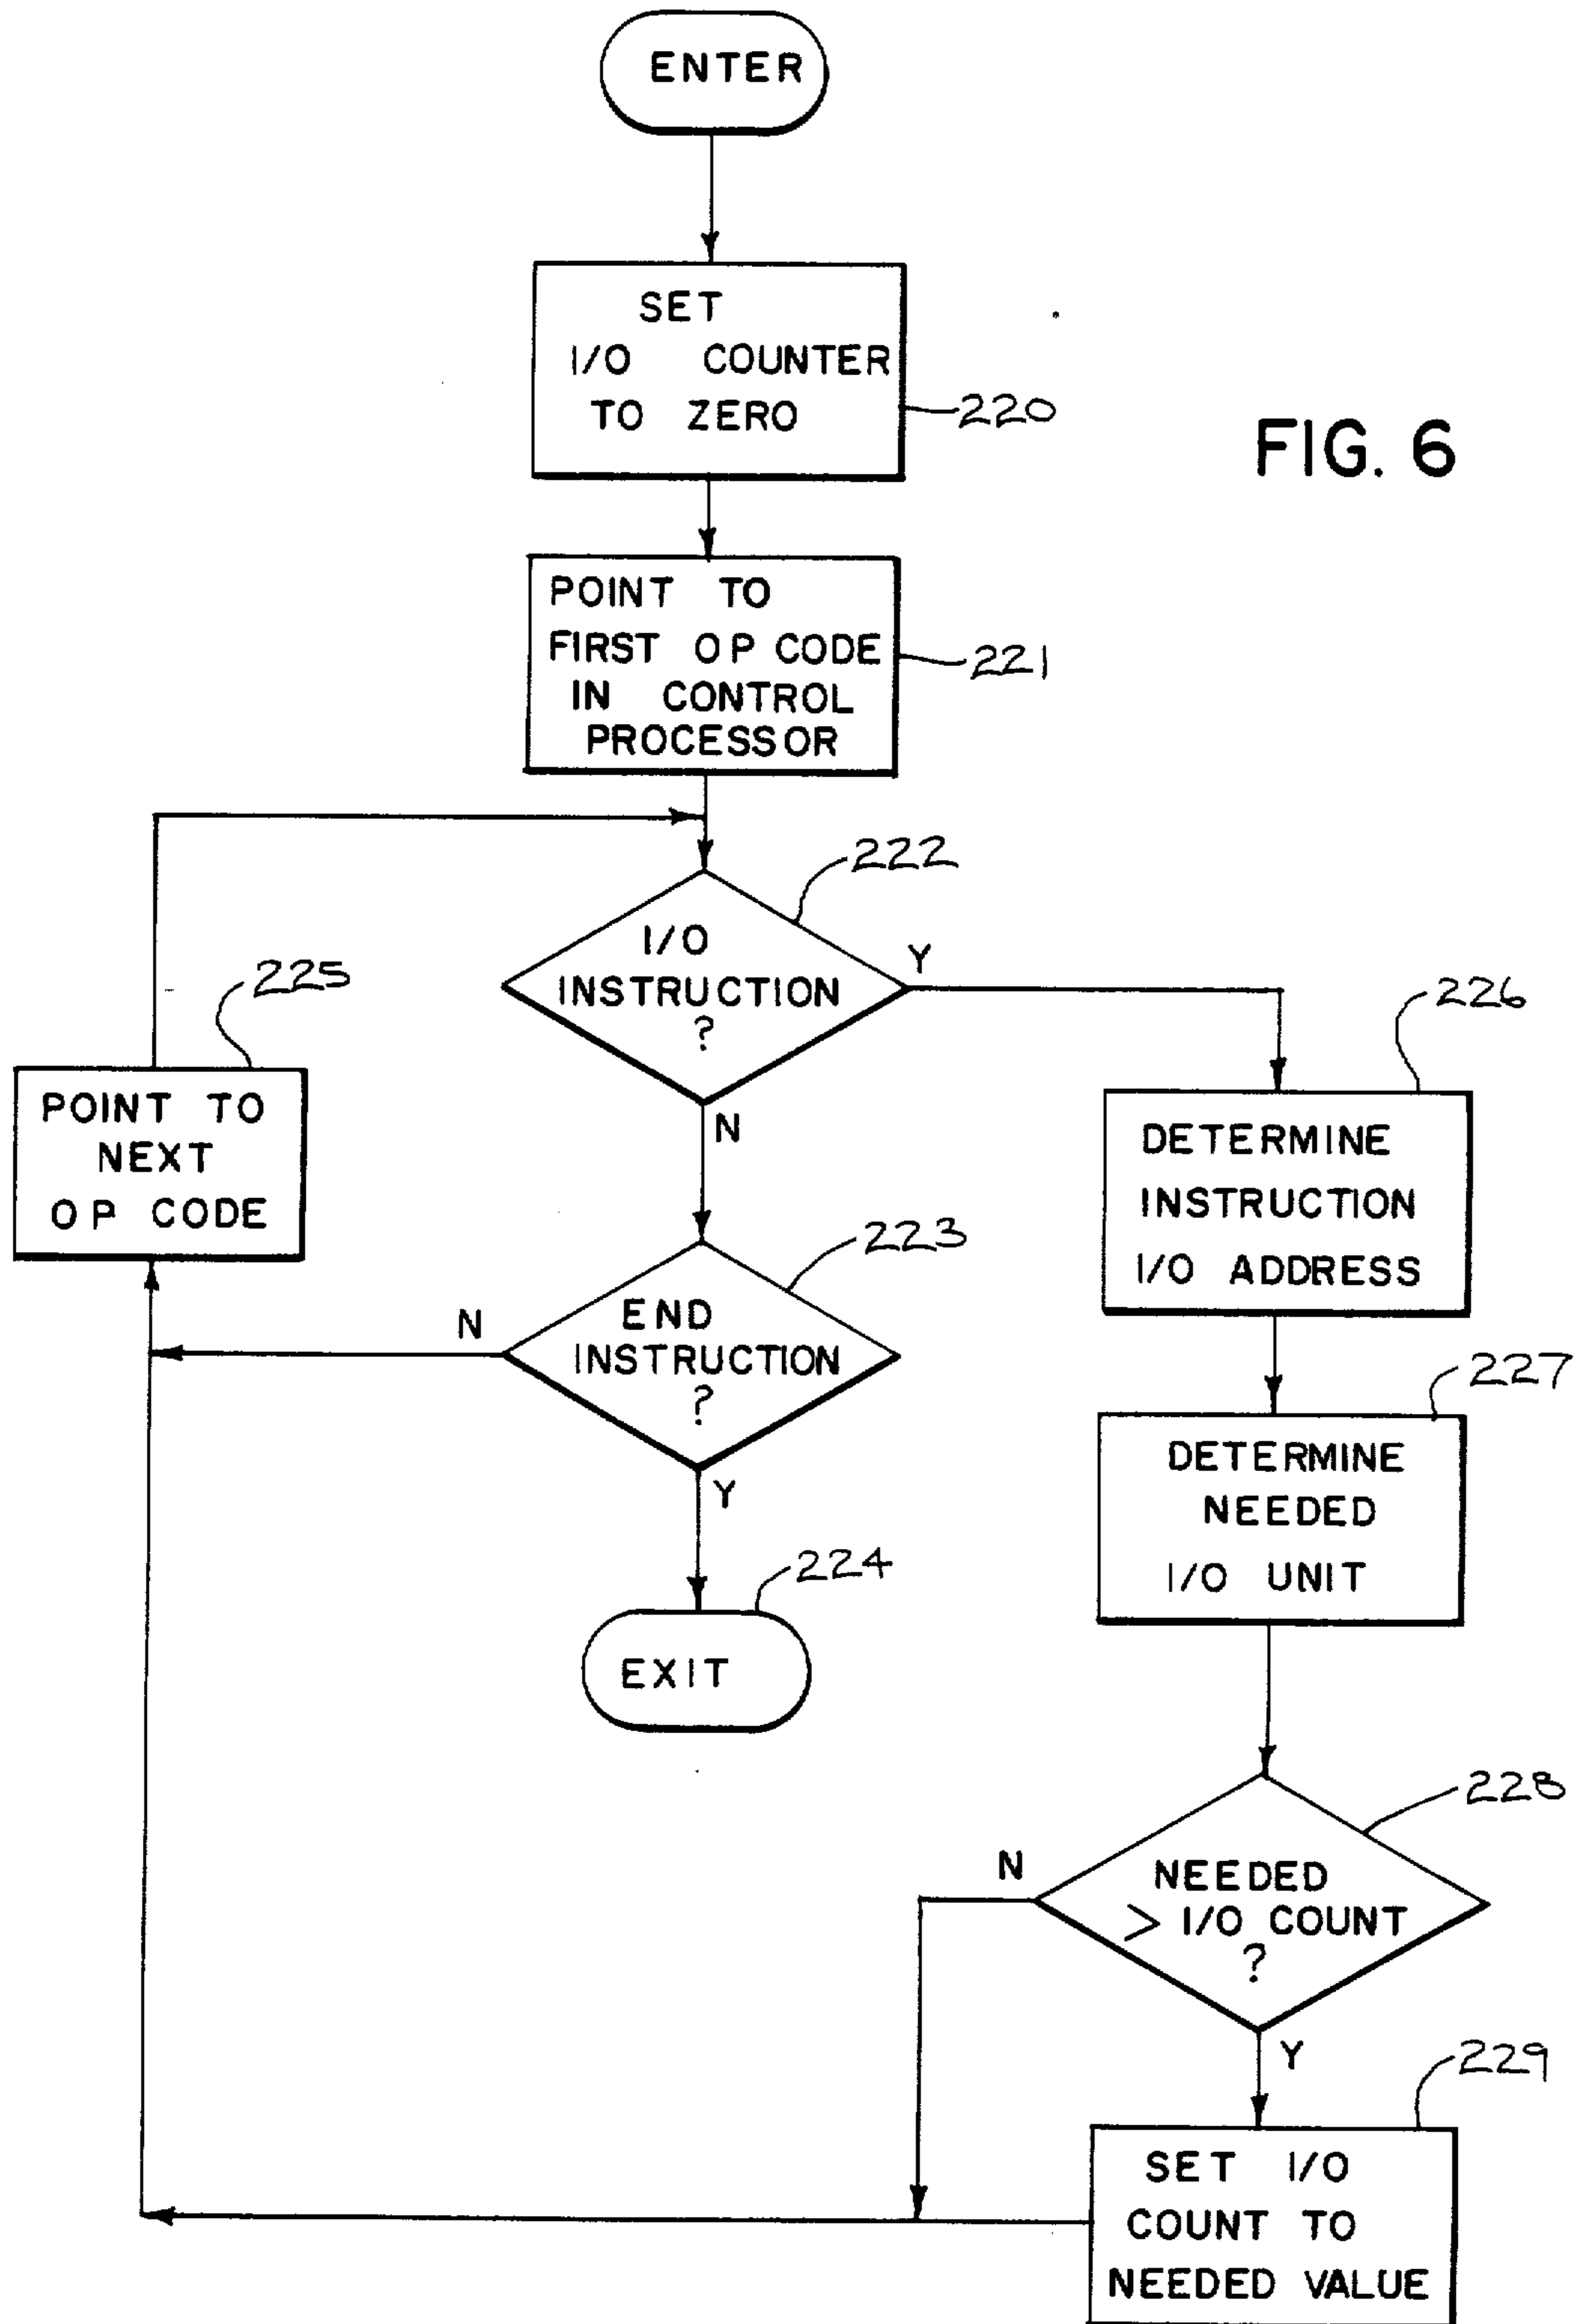 ENTER
SET
I/O COUNTER
TO ZERO
220
FIG. 6
POINT TO
FIRST OP CODE
IN CONTROL
PROCESSOR
221
222
I/O
INSTRUCTION
?
Y
N
225
POINT TO
NEXT
OP CODE
226
DETERMINE
INSTRUCTION
I/O ADDRESS
223
END
INSTRUCTION
?
N
Y
227
DETERMINE
NEEDED
I/O UNIT
224
EXIT
228
NEEDED
> I/O COUNT
?
N
Y
229
SET I/O
COUNT TO
NEEDED VALUE